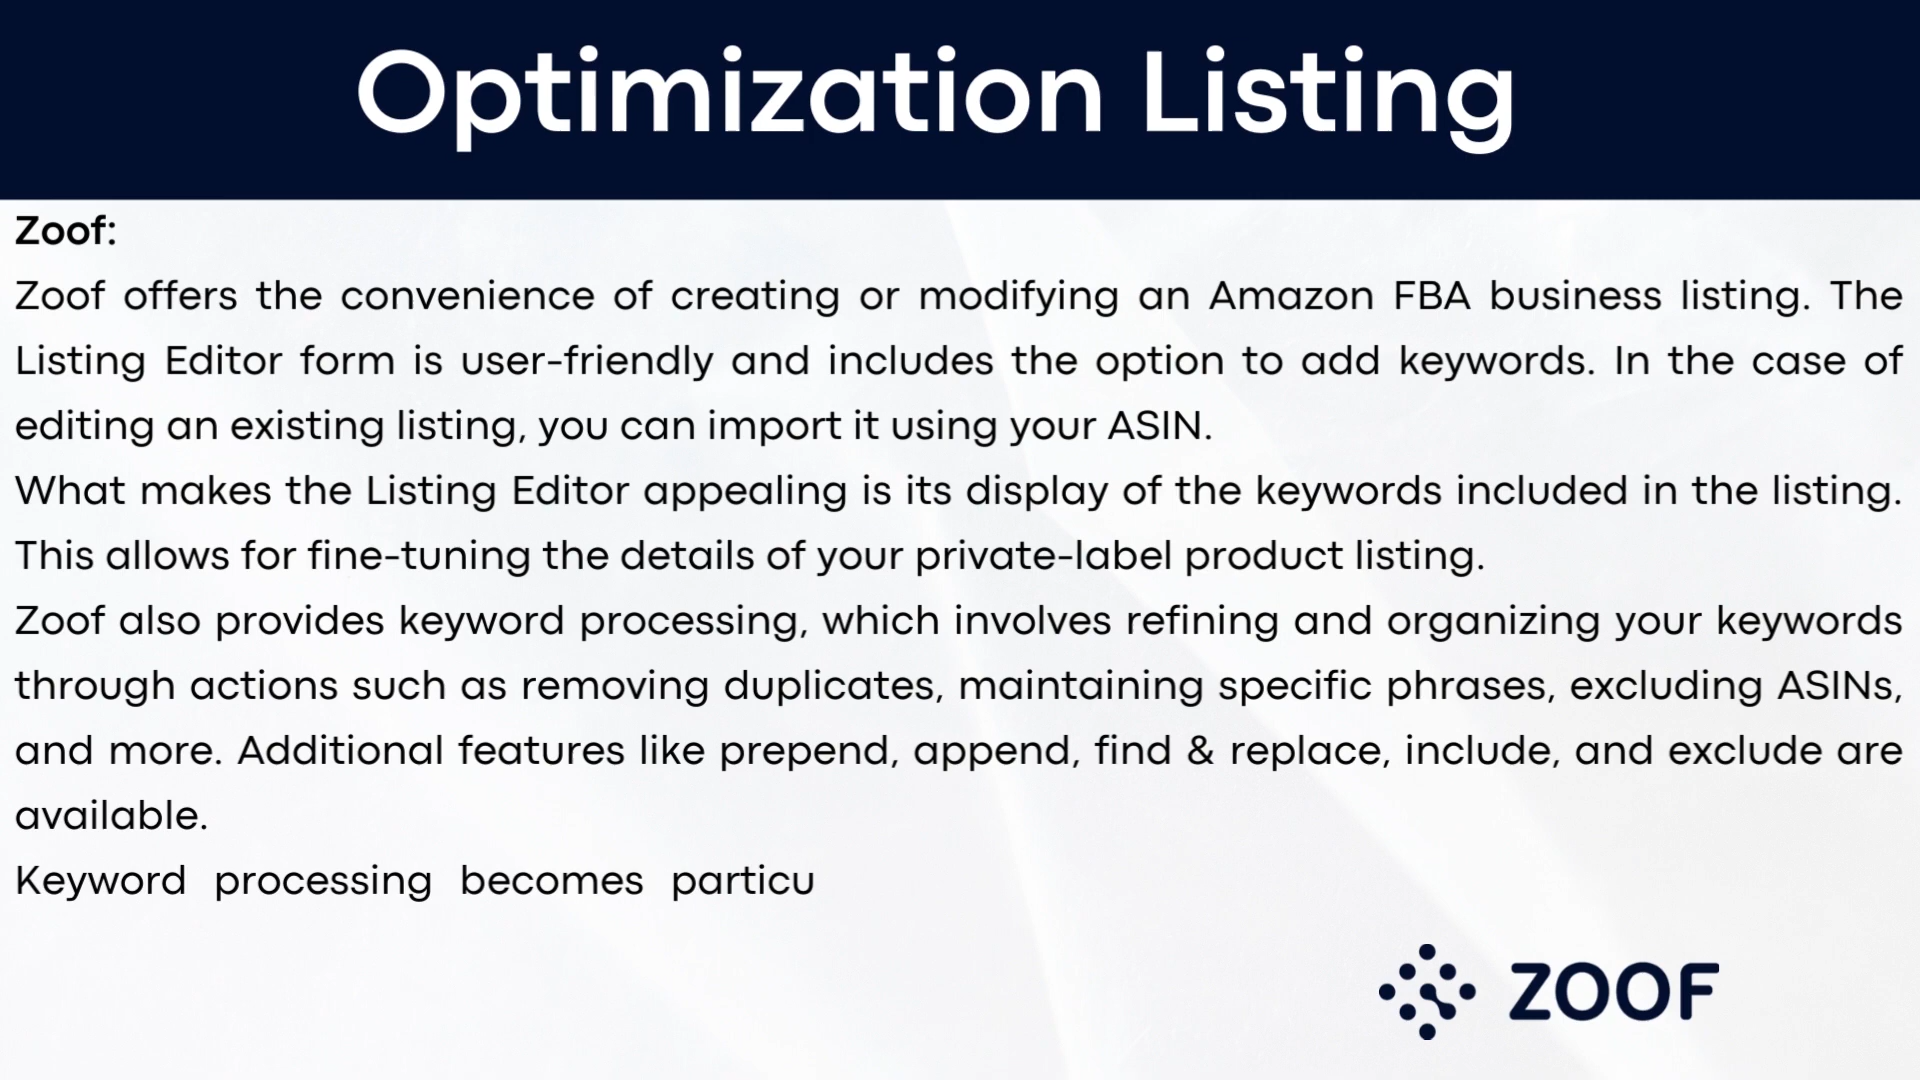 Optimization Listing
Zoof:
Zoof offers the convenience of creating or modifying an Amazon FBA business listing. The
Listing Editor form is user-friendly and includes the option to add keywords. In the case of
editing an existing listing, you can import it using your ASIN.
What makes the Listing Editor appealing is its display of the keywords included in the listing.
This allows for fine-tuning the details of your private-label product listing.
Zoof also provides keyword processing, which involves refining and organizing your keywords
through actions such as removing duplicates, maintaining specific phrases, excluding ASINs,
and more. Additional features like prepend, append, find & replace, include, and exclude are
available.
Keyword processing becomes particu
ZOOF